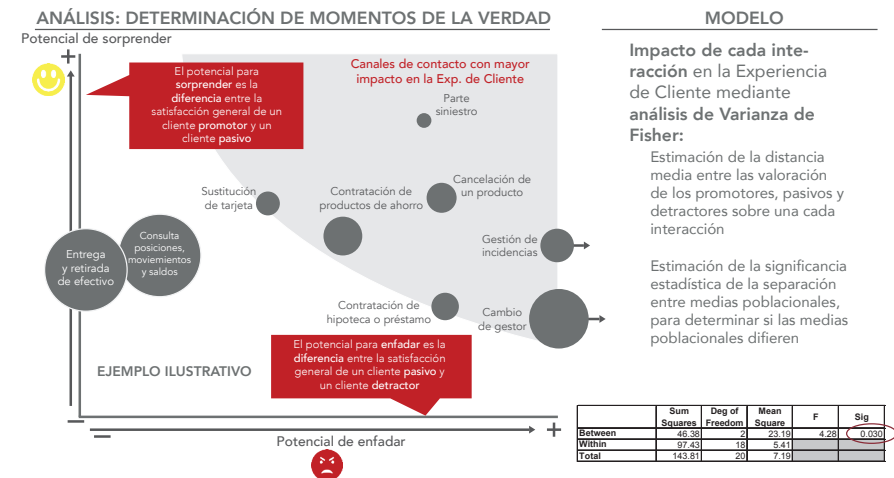 ANÁLISIS: DETERMINACIÓN DE MOMENTOS DE LA VERDAD
Potencial de sorprender
+
El potencial para
sorprender es la
diferencia entre la
satisfacción general de un
cliente promotor y un
cliente pasivo
Canales de contacto con mayor
impacto en la Exp. de Cliente
Parte
siniestro
Sustitución
de tarjeta
Contratación de
productos de ahorro
Cancelación de
un producto
Consulta
posiciones,
moviemientos
y saldos
Entrega
y retirada
de efectivo
Gestión de
incidencias
Contratación de
hipoteca o préstamo
Cambio
de gestor
El potencial para enfadar es la
diferencia entre la satisfacción
general de un cliente pasivo y
un cliente detractor
EJEMPLO ILUSTRATIVO
—
—
+
Potencial de enfadar
MODELO
Impacto de cada inte-
racción en la Experiencia
de Cliente mediante
análisis de Varianza de
Fisher:
Estimación de la distancia
media entre las valoración
de los promotores, pasivos y
detractores sobre una cada
interacción
Estimación de la significancia
estadística de la separación
entre medias poblacionales,
para determinar si las medias
poblacionales difieren
Sum Squares Deg of Freedom Mean Square F Sig
Between 46.38 2 23.19 4.28 0.030
Within 97.43 18 5.41
Total 143.81 20 7.19